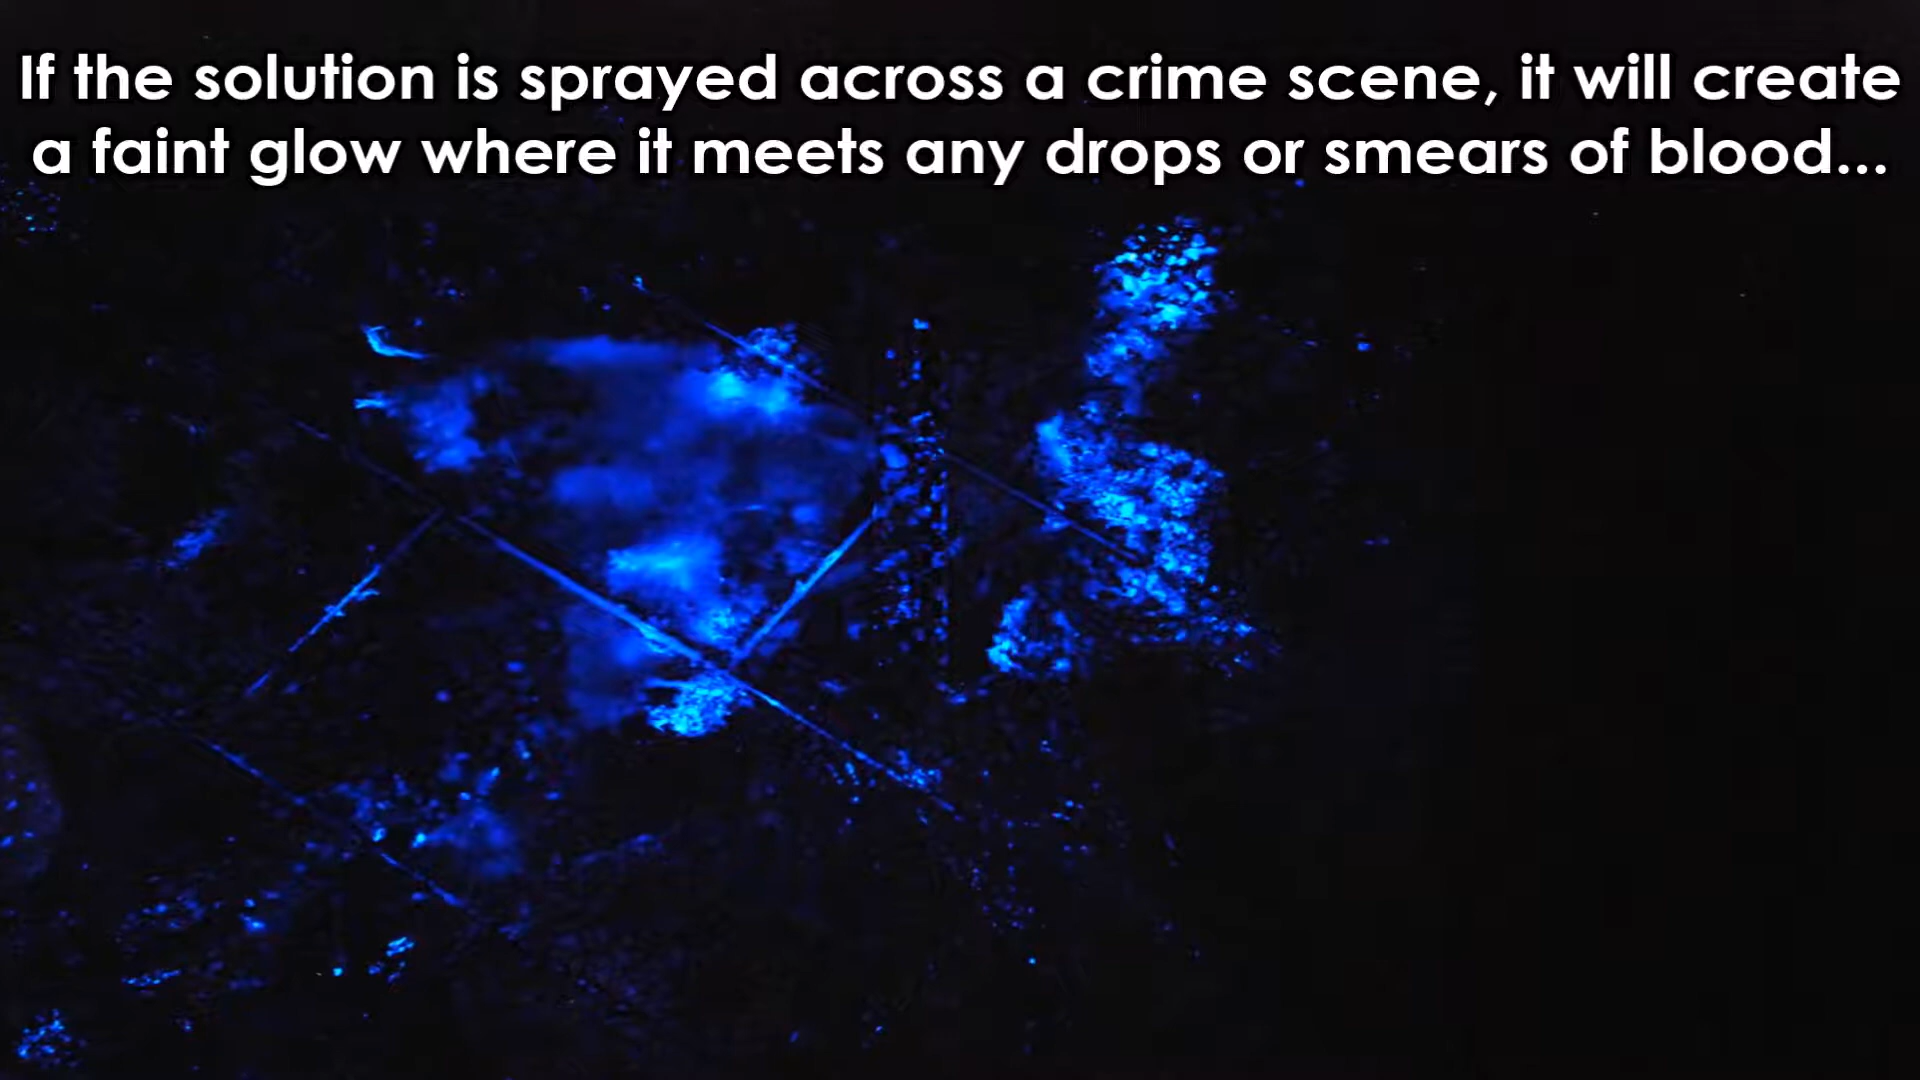 If the solution is sprayed across a crime scene, it will create
a faint glow where it meets any drops or smears of blood...